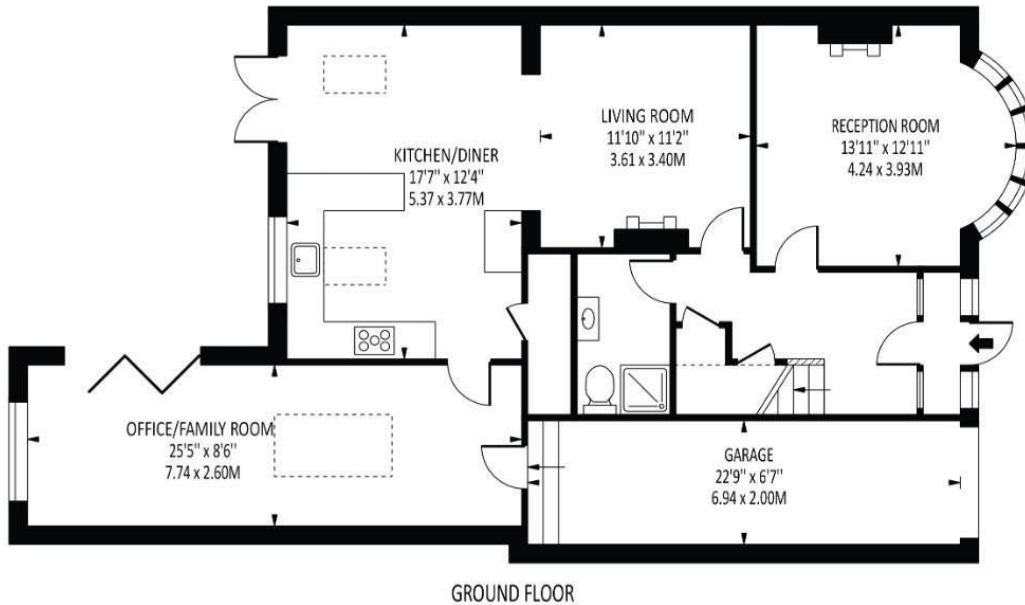 KITCHEN/DINER
17'7" x 12'4"
5.37 x 3.77M
LIVING ROOM
11'10" x 11'2"
3.61 x 3.40M
RECEPTION ROOM
13'11" x 12'11"
4.24 x 3.93M
OFFICE/FAMILY ROOM
25'5" x 8'6"
7.74 x 2.60M
GARAGE
22'9" x 6'7"
6.94 x 2.00M
GROUND FLOOR